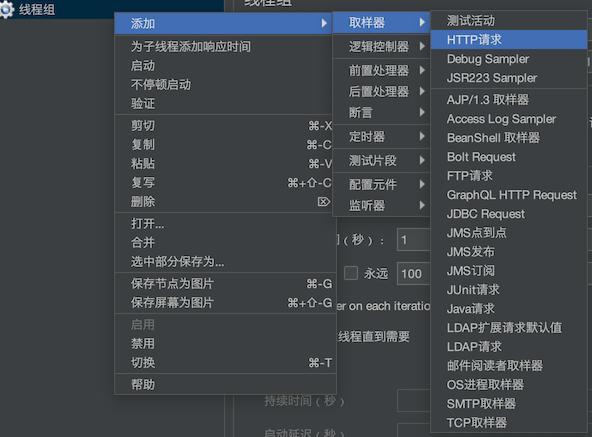 线程组
线程组
添加
为子线程添加响应时间
启动
不停顿启动
验证
剪切 ⌘-X
复制 ⌘-C
粘贴 ⌘-V
复写 ⌘+⇧-C
删除 ⌦
打开...
合并
选中部分保存为...
保存节点为图片 ⌘-G
保存屏幕为图片 ⌘+⇧-G
启用
禁用
切换 ⌘-T
帮助
取样器
逻辑控制器
前置处理器
后置处理器
断言
定时器
测试片段
配置元件
监听器
测试活动
HTTP请求
Debug Sampler
JSR223 Sampler
AJP/1.3 取样器
Access Log Sampler
BeanShell 取样器
Bolt Request
FTP请求
GraphQL HTTP Request
JDBC Request
JMS点到点
JMS发布
JMS订阅
JUnit请求
Java请求
LDAP扩展请求默认值
LDAP请求
邮件阅读者取样器
OS进程取样器
SMTP取样器
TCP取样器
（秒）： 1
永远 100
er on each iteratio
线程直到需要
持续时间（秒）
启动延迟（秒）